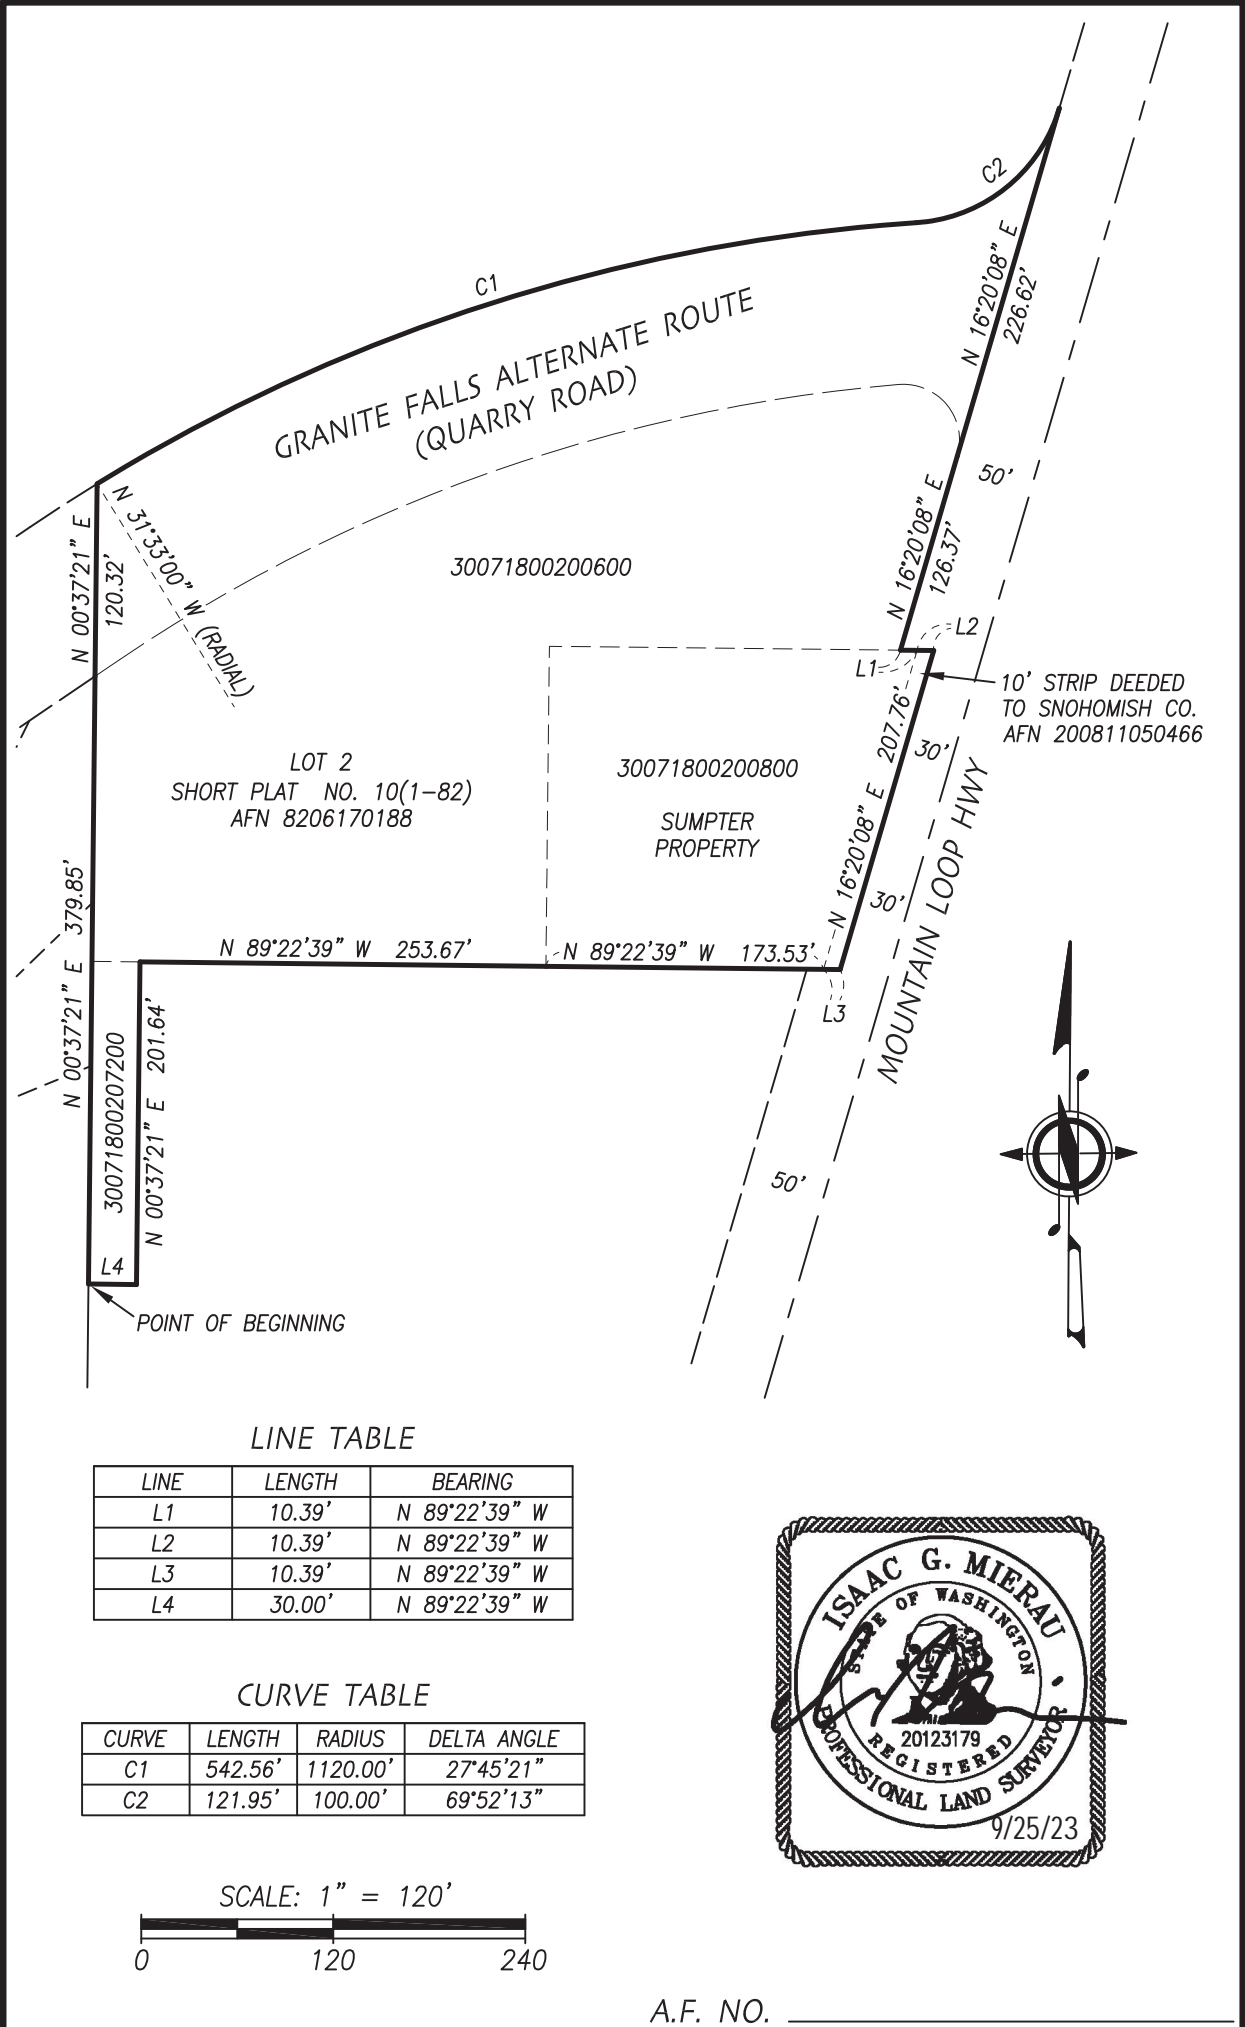 C2
C1
GRANITE FALLS ALTERNATE ROUTE
(QUARRY ROAD)
N 16°20'08" E
226.62'
N 00°37'21" E
120.32'
N 31°33'00" W (RADIAL)
30071800200600
N 16°20'08" E
126.37'
50'
L2
L1
10' STRIP DEEDED
TO SNOHOMISH CO.
AFN 200811050466
LOT 2
SHORT PLAT NO. 10(1-82)
AFN 8206170188
30071800200800
SUMPTER
PROPERTY
N 16°20'08" E 207.76'
30'
30'
MOUNTAIN LOOP HWY
N 00°37'21" E 379.85'
N 89°22'39" W 253.67'
N 89°22'39" W 173.53'
L3
30071800207200
N 00°37'21" E 201.64'
50'
L4
POINT OF BEGINNING
LINE TABLE
LINE LENGTH BEARING
L1 10.39' N 89°22'39" W
L2 10.39' N 89°22'39" W
L3 10.39' N 89°22'39" W
L4 30.00' N 89°22'39" W
CURVE TABLE
CURVE LENGTH RADIUS DELTA ANGLE
C1 542.56' 1120.00' 27°45'21"
C2 121.95' 100.00' 69°52'13"
ISAAC G. MIERAU
STATE OF WASHINGTON
20123179
REGISTERED
PROFESSIONAL LAND SURVEYOR
9/25/23
SCALE: 1" = 120'
0 120 240
A.F. NO.